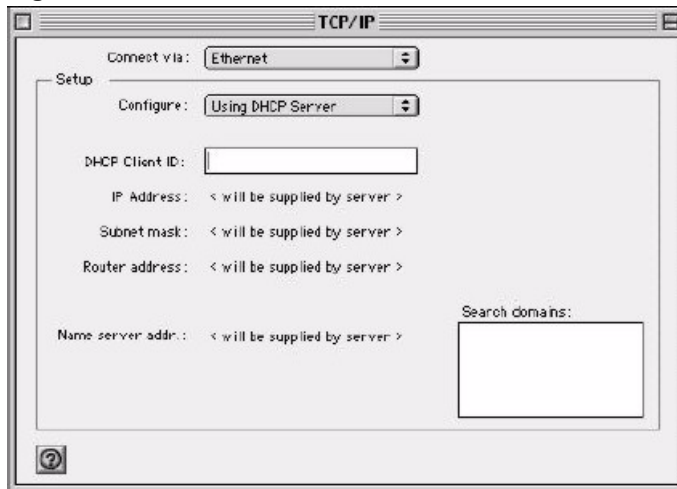 TCP/IP
Connect via: Ethernet
Setup
Configure: Using DHCP Server
DHCP Client ID:
IP Address: < will be supplied by server >
Subnet mask: < will be supplied by server >
Router address: < will be supplied by server >
Search domains:
Name server addr.: < will be supplied by server >
?